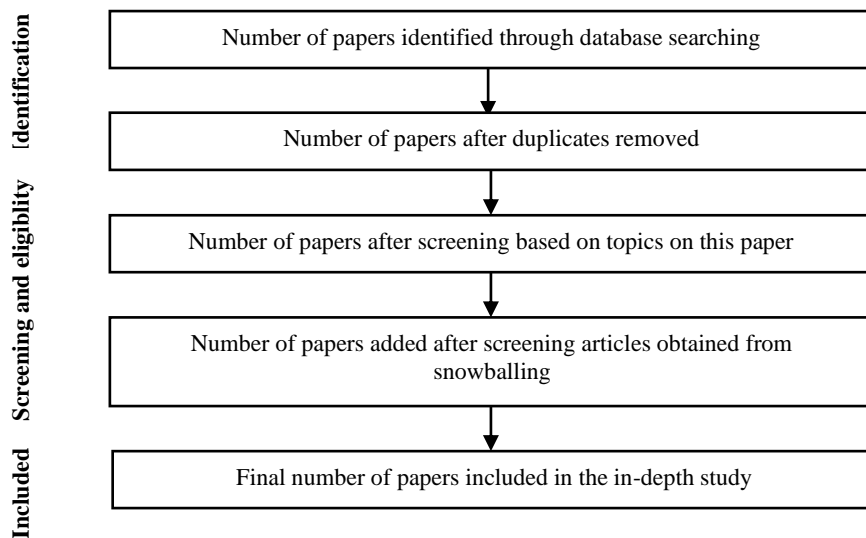 Identification
Number of papers identified through database searching
Number of papers after duplicates removed
Screening and eligiblity
Number of papers after screening based on topics on this paper
Number of papers added after screening articles obtained from
snowballing
Included
Final number of papers included in the in-depth study